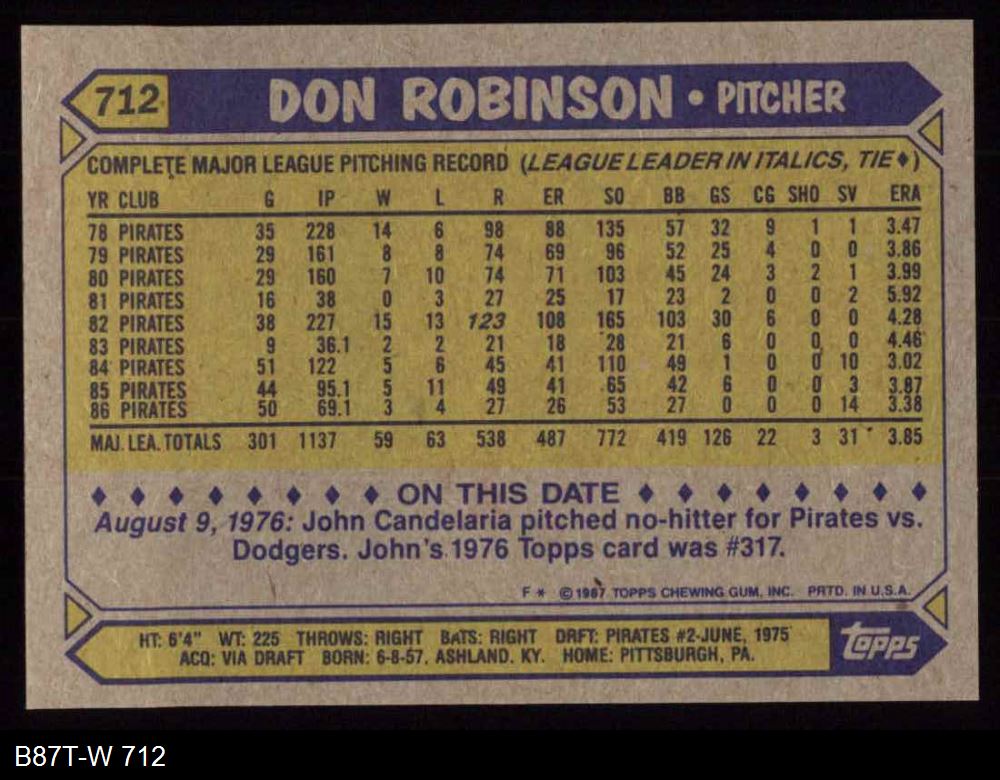 712
DON ROBINSON • PITCHER
COMPLETE MAJOR LEAGUE PITCHING RECORD (LEAGUE LEADER IN ITALICS, TIE♦)
YR CLUB G IP W L R ER SO BB GS CG SHO SV ERA
78 PIRATES 35 228 14 6 98 88 135 57 32 9 1 1 3.47
79 PIRATES 29 161 8 8 74 69 96 52 25 4 0 0 3.86
80 PIRATES 29 160 7 10 74 71 103 45 24 3 2 1 3.99
81 PIRATES 16 38 0 3 27 25 17 23 2 0 0 2 5.92
82 PIRATES 38 227 15 13 123 108 165 103 30 6 0 0 4.28
83 PIRATES 9 36.1 2 2 21 18 28 21 6 0 0 0 4.46
84 PIRATES 51 122 5 6 45 41 110 49 1 0 0 10 3.02
85 PIRATES 44 95.1 5 11 49 41 65 42 6 0 0 3 3.87
86 PIRATES 50 69.1 3 4 27 26 53 27 0 0 0 14 3.38
MAJ. LEA. TOTALS 301 1137 59 63 538 487 772 419 126 22 3 31 3.85
♦ ♦ ♦ ♦ ♦ ♦ ♦ ♦ ON THIS DATE ♦ ♦ ♦ ♦ ♦ ♦ ♦ ♦
August 9, 1976: John Candelaria pitched no-hitter for Pirates vs.
Dodgers. John's 1976 Topps card was #317.
F * © 1987 TOPPS CHEWING GUM, INC. PRTD. IN U.S.A.
HT: 6'4" WT: 225 THROWS: RIGHT BATS: RIGHT DRFT: PIRATES #2-JUNE, 1975
ACQ: VIA DRAFT BORN: 6-8-57, ASHLAND, KY. HOME: PITTSBURGH, PA.
topps
B87T-W 712